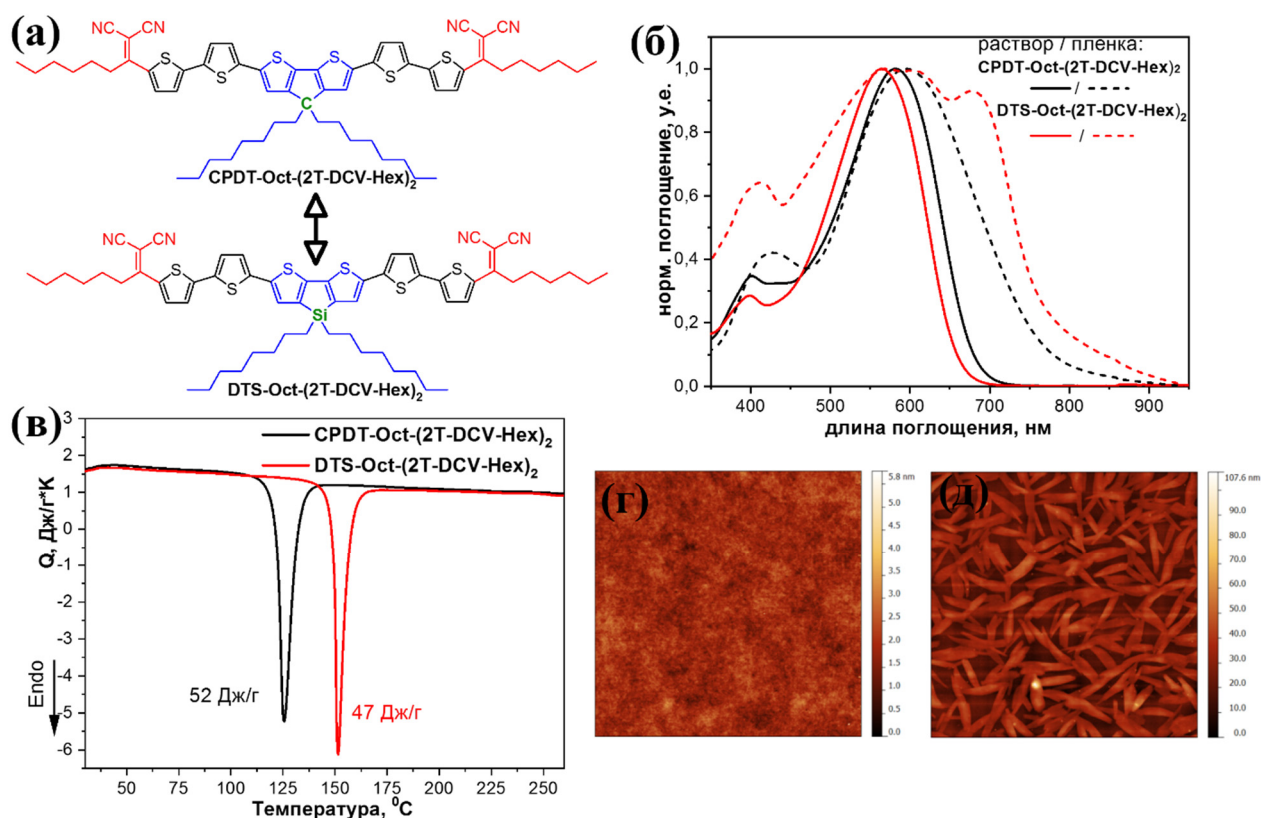 (а)
NC CN
NC CN
S S S S S S
C
CPDT-Oct-(2T-DCV-Hex)₂
NC CN
NC CN
S S S S S S
Si
DTS-Oct-(2T-DCV-Hex)₂
(б)
раствор / пленка:
CPDT-Oct-(2T-DCV-Hex)₂
/
DTS-Oct-(2T-DCV-Hex)₂
/
норм. поглощение, у.е.
1,0
0,8
0,6
0,4
0,2
0,0
400 500 600 700 800 900
длина поглощения, нм
(в)
CPDT-Oct-(2T-DCV-Hex)₂
DTS-Oct-(2T-DCV-Hex)₂
Q, Дж/г*K
Endo
3
2
1
0
-1
-2
-3
-4
-5
-6
52 Дж/г
47 Дж/г
50 75 100 125 150 175 200 225 250
Температура, ⁰C
(г)
5.8 nm
5.0
4.5
4.0
3.5
3.0
2.5
2.0
1.5
1.0
0.5
0.0
(д)
107.6 nm
90.0
80.0
70.0
60.0
50.0
40.0
30.0
20.0
10.0
0.0